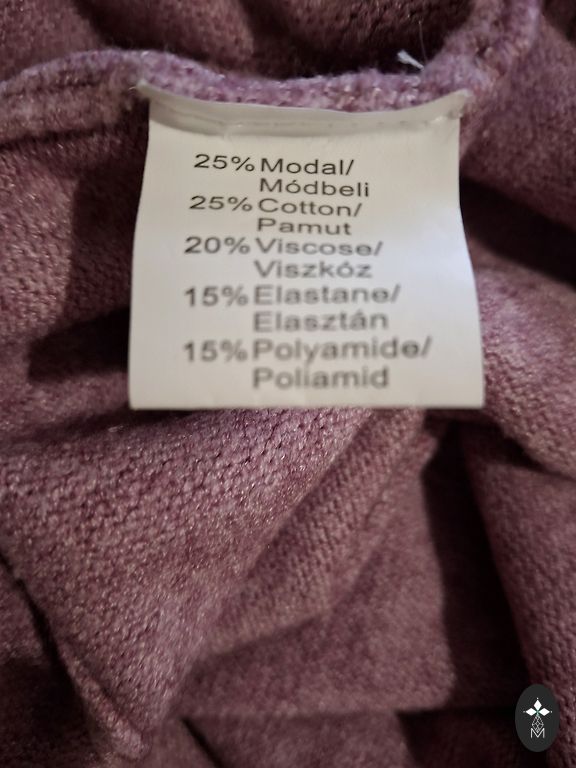 25% Modal/
Módbeli
25% Cotton/
Pamut
20% Viscose/
Viszkóz
15% Elastane/
Elasztán
15% Polyamide/
Poliamid
M